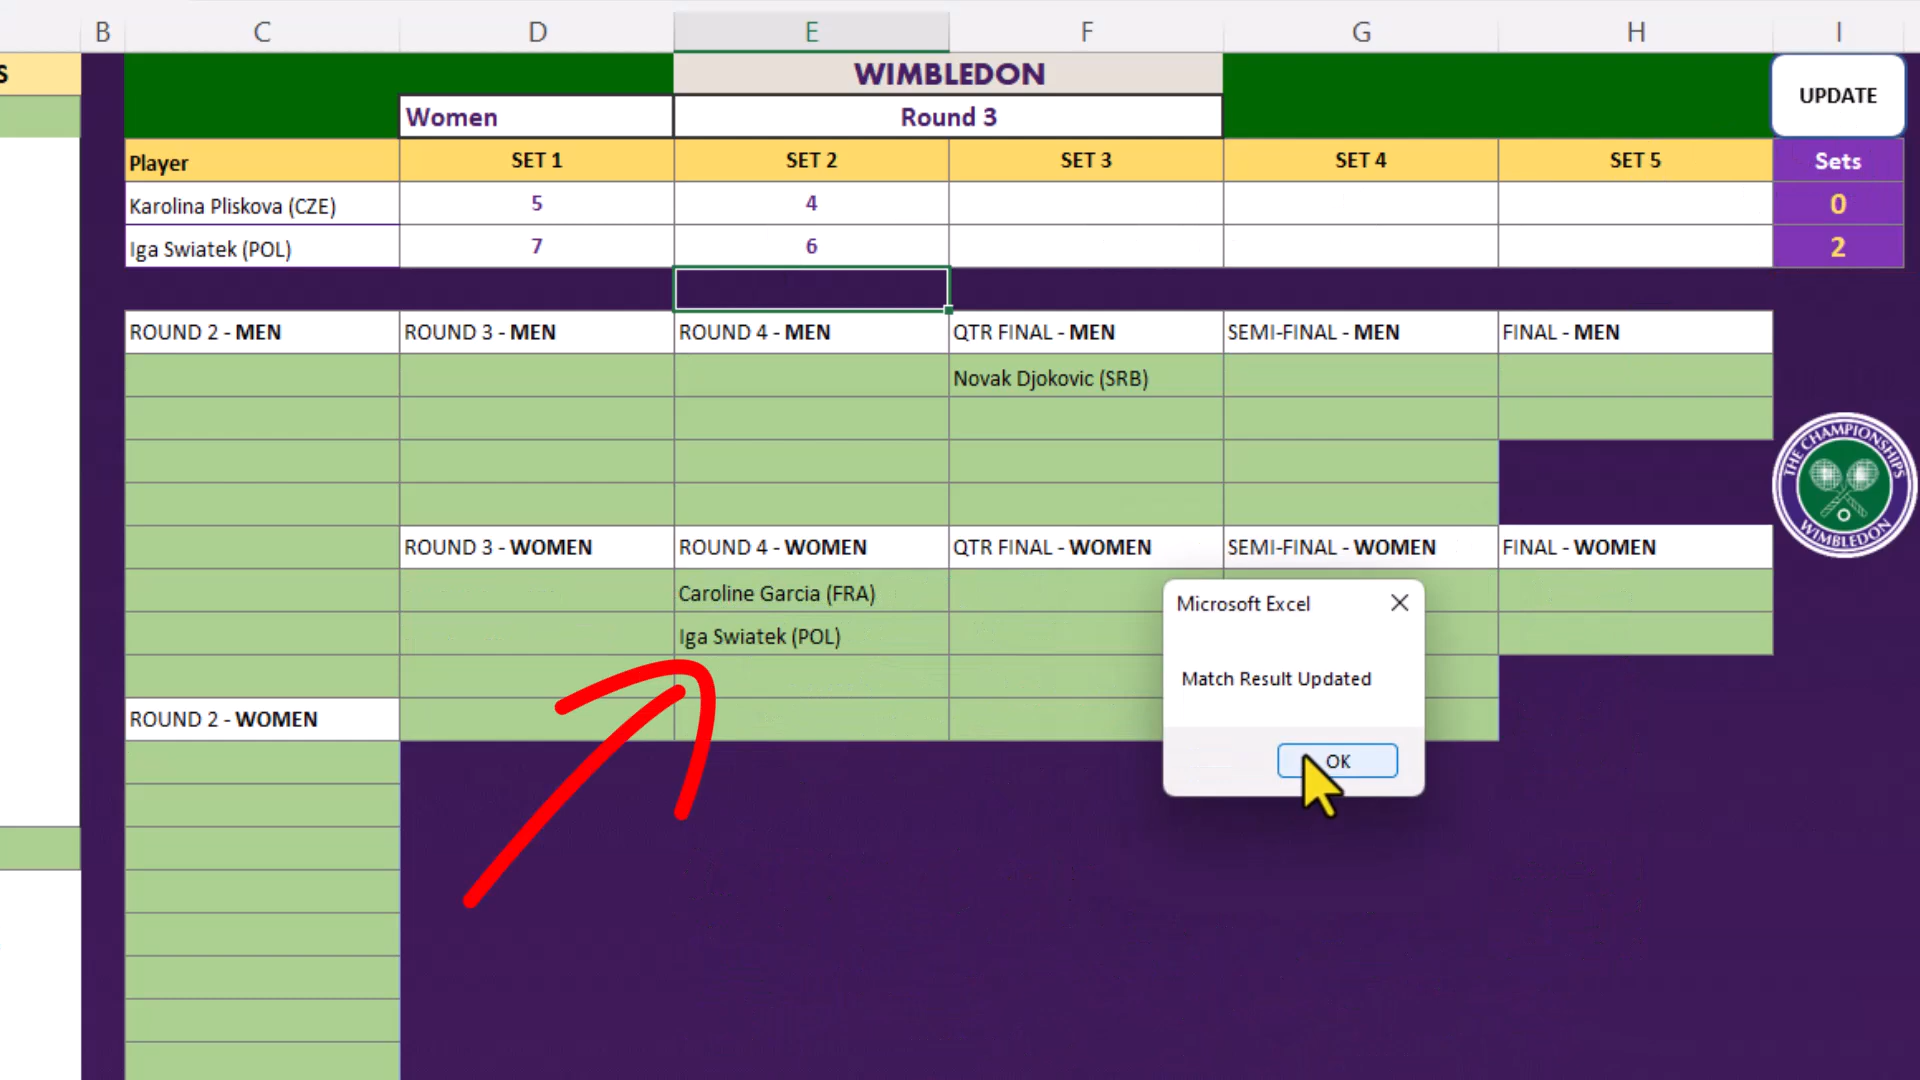 B C D E F G H I
S WIMBLEDON UPDATE
Women Round 3
Player SET 1 SET 2 SET 3 SET 4 SET 5 Sets
Karolina Pliskova (CZE) 5 4 0
Iga Swiatek (POL) 7 6 2
ROUND 2 - MEN ROUND 3 - MEN ROUND 4 - MEN QTR FINAL - MEN SEMI-FINAL - MEN FINAL - MEN
Novak Djokovic (SRB)
THE CHAMPIONSHIPS
WIMBLEDON
ROUND 3 - WOMEN ROUND 4 - WOMEN QTR FINAL - WOMEN SEMI-FINAL - WOMEN FINAL - WOMEN
Caroline Garcia (FRA)
Iga Swiatek (POL)
Microsoft Excel
Match Result Updated
OK
ROUND 2 - WOMEN